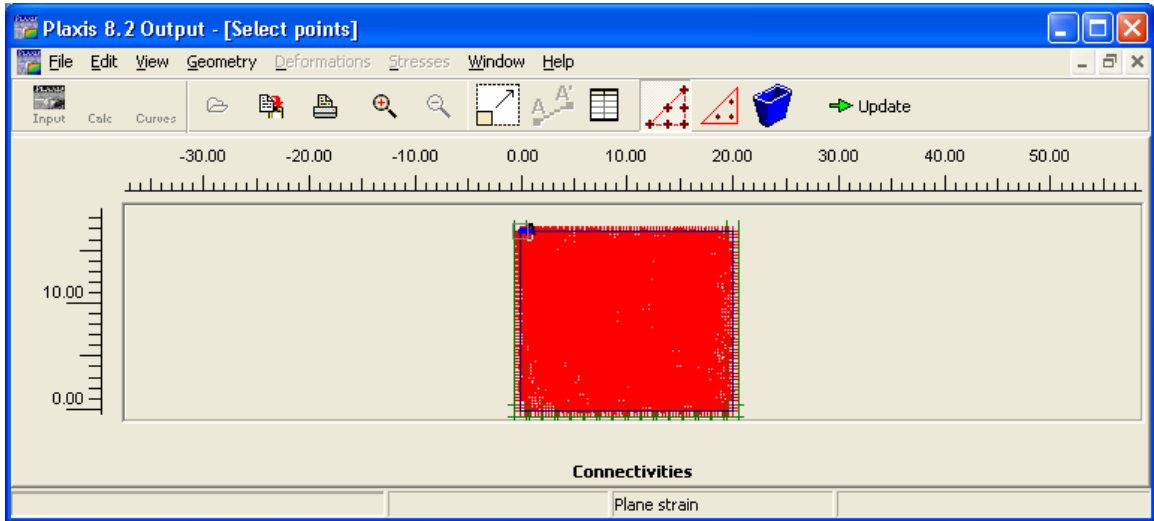 Plaxis 8.2 Output - [Select points]
File Edit View Geometry Deformations Stresses Window Help
Input Calc Curves A A' Update
-30.00 -20.00 -10.00 0.00 10.00 20.00 30.00 40.00 50.00
10.00
0.00
A
Connectivities
Plane strain